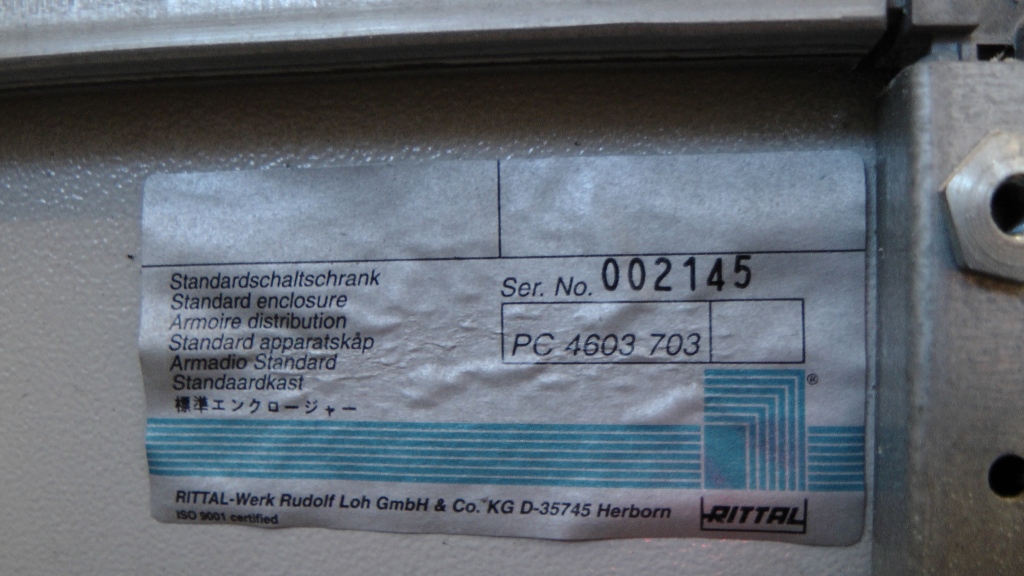 Standardschaltschrank
Standard enclosure
Armoire distribution
Standard apparatskåp
Armadio Standard
Standaardkast
標準エンクロージャー
Ser. No. 002145
PC 4603 703
®
RITTAL-Werk Rudolf Loh GmbH & Co. KG D-35745 Herborn
ISO 9001 certified
RITTAL